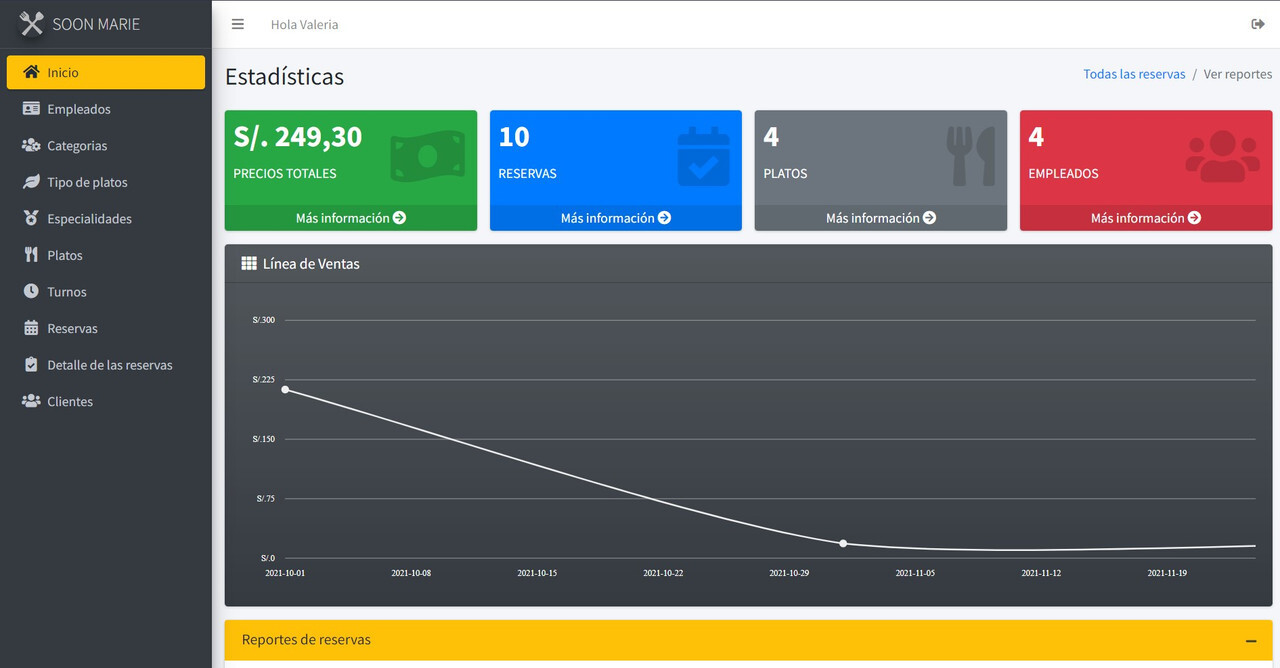 SOON MARIE
Hola Valeria
Inicio
Empleados
Categorias
Tipo de platos
Especialidades
Platos
Turnos
Reservas
Detalle de las reservas
Clientes
Estadísticas
Todas las reservas / Ver reportes
S/. 249,30
PRECIOS TOTALES
Más información
10
RESERVAS
Más información
4
PLATOS
Más información
4
EMPLEADOS
Más información
Línea de Ventas
S/.300
S/.225
S/.150
S/.75
S/.0
2021-10-01 2021-10-08 2021-10-15 2021-10-22 2021-10-29 2021-11-05 2021-11-12 2021-11-19
Reportes de reservas